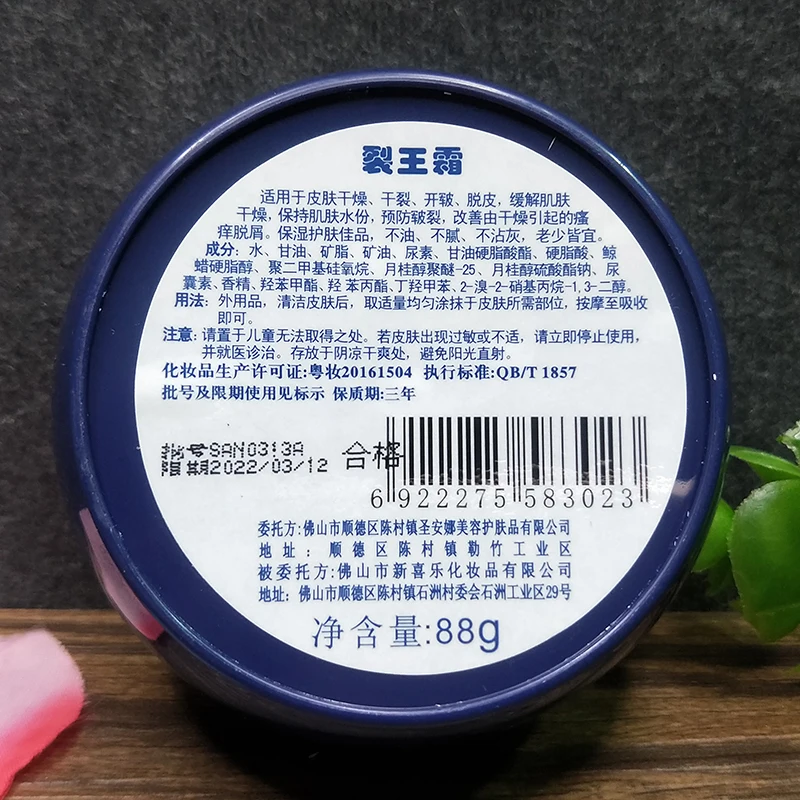 裂王霜
适用于皮肤干燥、干裂、开皲、脱皮，缓解肌肤
干燥，保持肌肤水份，预防皲裂，改善由干燥引起的瘙
痒脱屑。保湿护肤佳品，不油、不腻、不沾灰，老少皆宜。
成分：水、甘油、矿脂、矿油、尿素、甘油硬脂酸酯、硬脂酸、鲸
蜡硬脂醇、聚二甲基硅氧烷、月桂醇聚醚-25、月桂醇硫酸酯钠、尿
囊素、香精、羟苯甲酯、羟苯丙酯、丁羟甲苯、2-溴-2-硝基丙烷-1,3-二醇。
用法：外用品，清洁皮肤后，取适量均匀涂抹于皮肤所需部位，按摩至吸收
即可。
注意：请置于儿童无法取得之处。若皮肤出现过敏或不适，请立即停止使用，
并就医诊治。存放于阴凉干爽处，避免阳光直射。
化妆品生产许可证:粤妆20161504 执行标准:QB/T 1857
批号及限期使用见标示 保质期:三年
批号SAN0313A
限期2022/03/12 合格
6 922275 583023
委托方:佛山市顺德区陈村镇圣安娜美容护肤品有限公司
地址：顺德区陈村镇勒竹工业区
被委托方:佛山市新喜乐化妆品有限公司
地址：佛山市顺德区陈村镇石洲村委会石洲工业区29号
净含量:88g